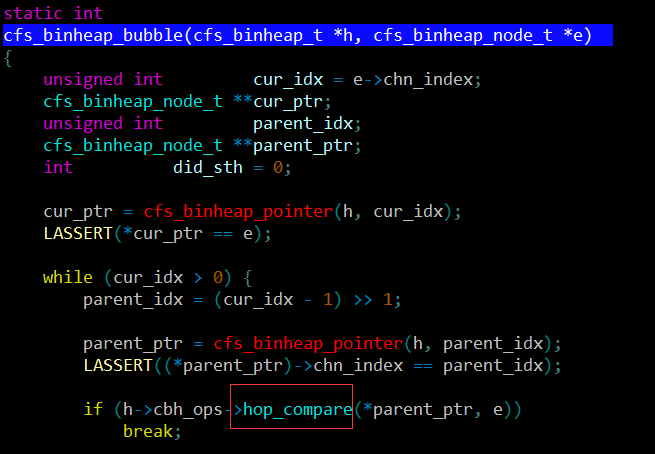 static int
cfs_binheap_bubble(cfs_binheap_t *h, cfs_binheap_node_t *e)
{
    unsigned int         cur_idx = e->chn_index;
    cfs_binheap_node_t **cur_ptr;
    unsigned int         parent_idx;
    cfs_binheap_node_t **parent_ptr;
    int          did_sth = 0;

    cur_ptr = cfs_binheap_pointer(h, cur_idx);
    LASSERT(*cur_ptr == e);

    while (cur_idx > 0) {
        parent_idx = (cur_idx - 1) >> 1;

        parent_ptr = cfs_binheap_pointer(h, parent_idx);
        LASSERT((*parent_ptr)->chn_index == parent_idx);

        if (h->cbh_ops->hop_compare(*parent_ptr, e))
            break;